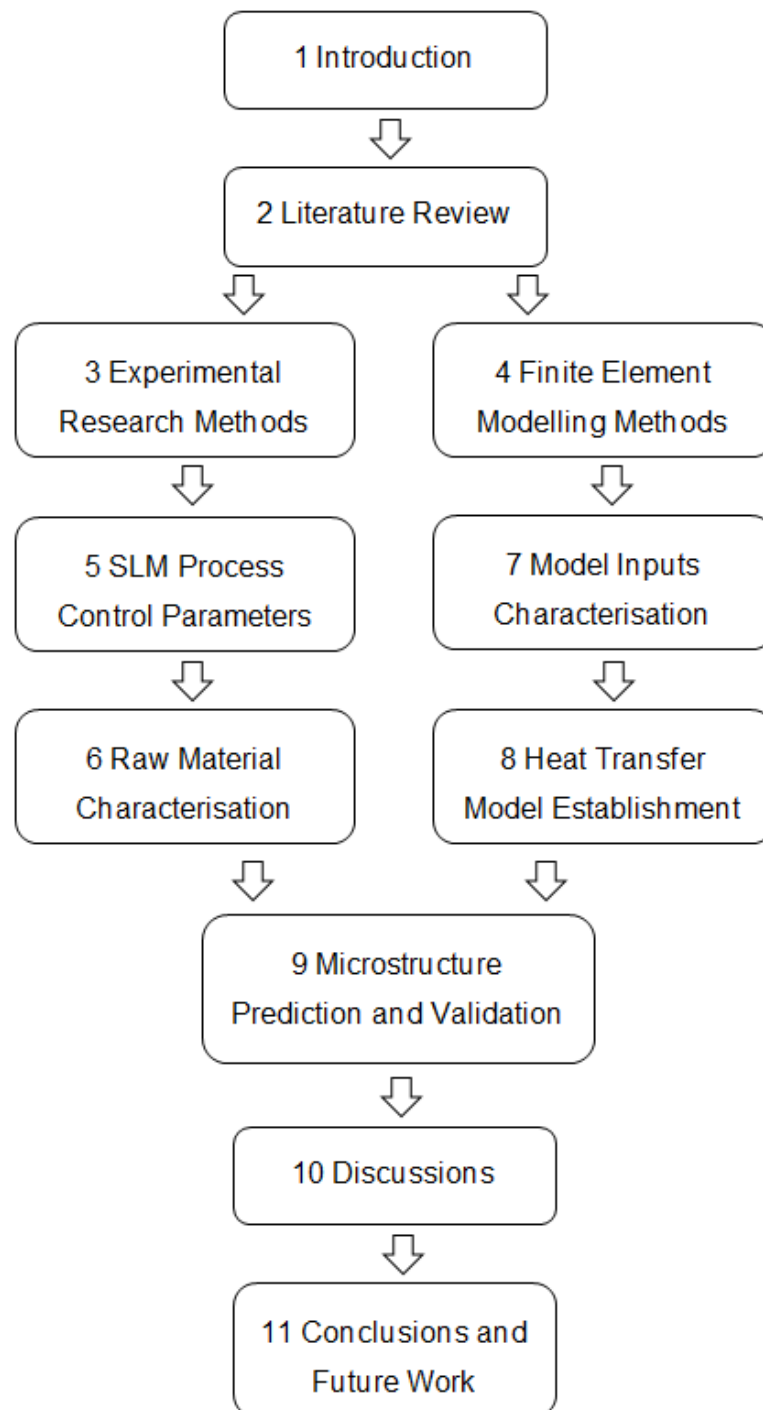 1 Introduction
2 Literature Review
3 Experimental
Research Methods
4 Finite Element
Modelling Methods
5 SLM Process
Control Parameters
7 Model Inputs
Characterisation
6 Raw Material
Characterisation
8 Heat Transfer
Model Establishment
9 Microstructure
Prediction and Validation
10 Discussions
11 Conclusions and
Future Work